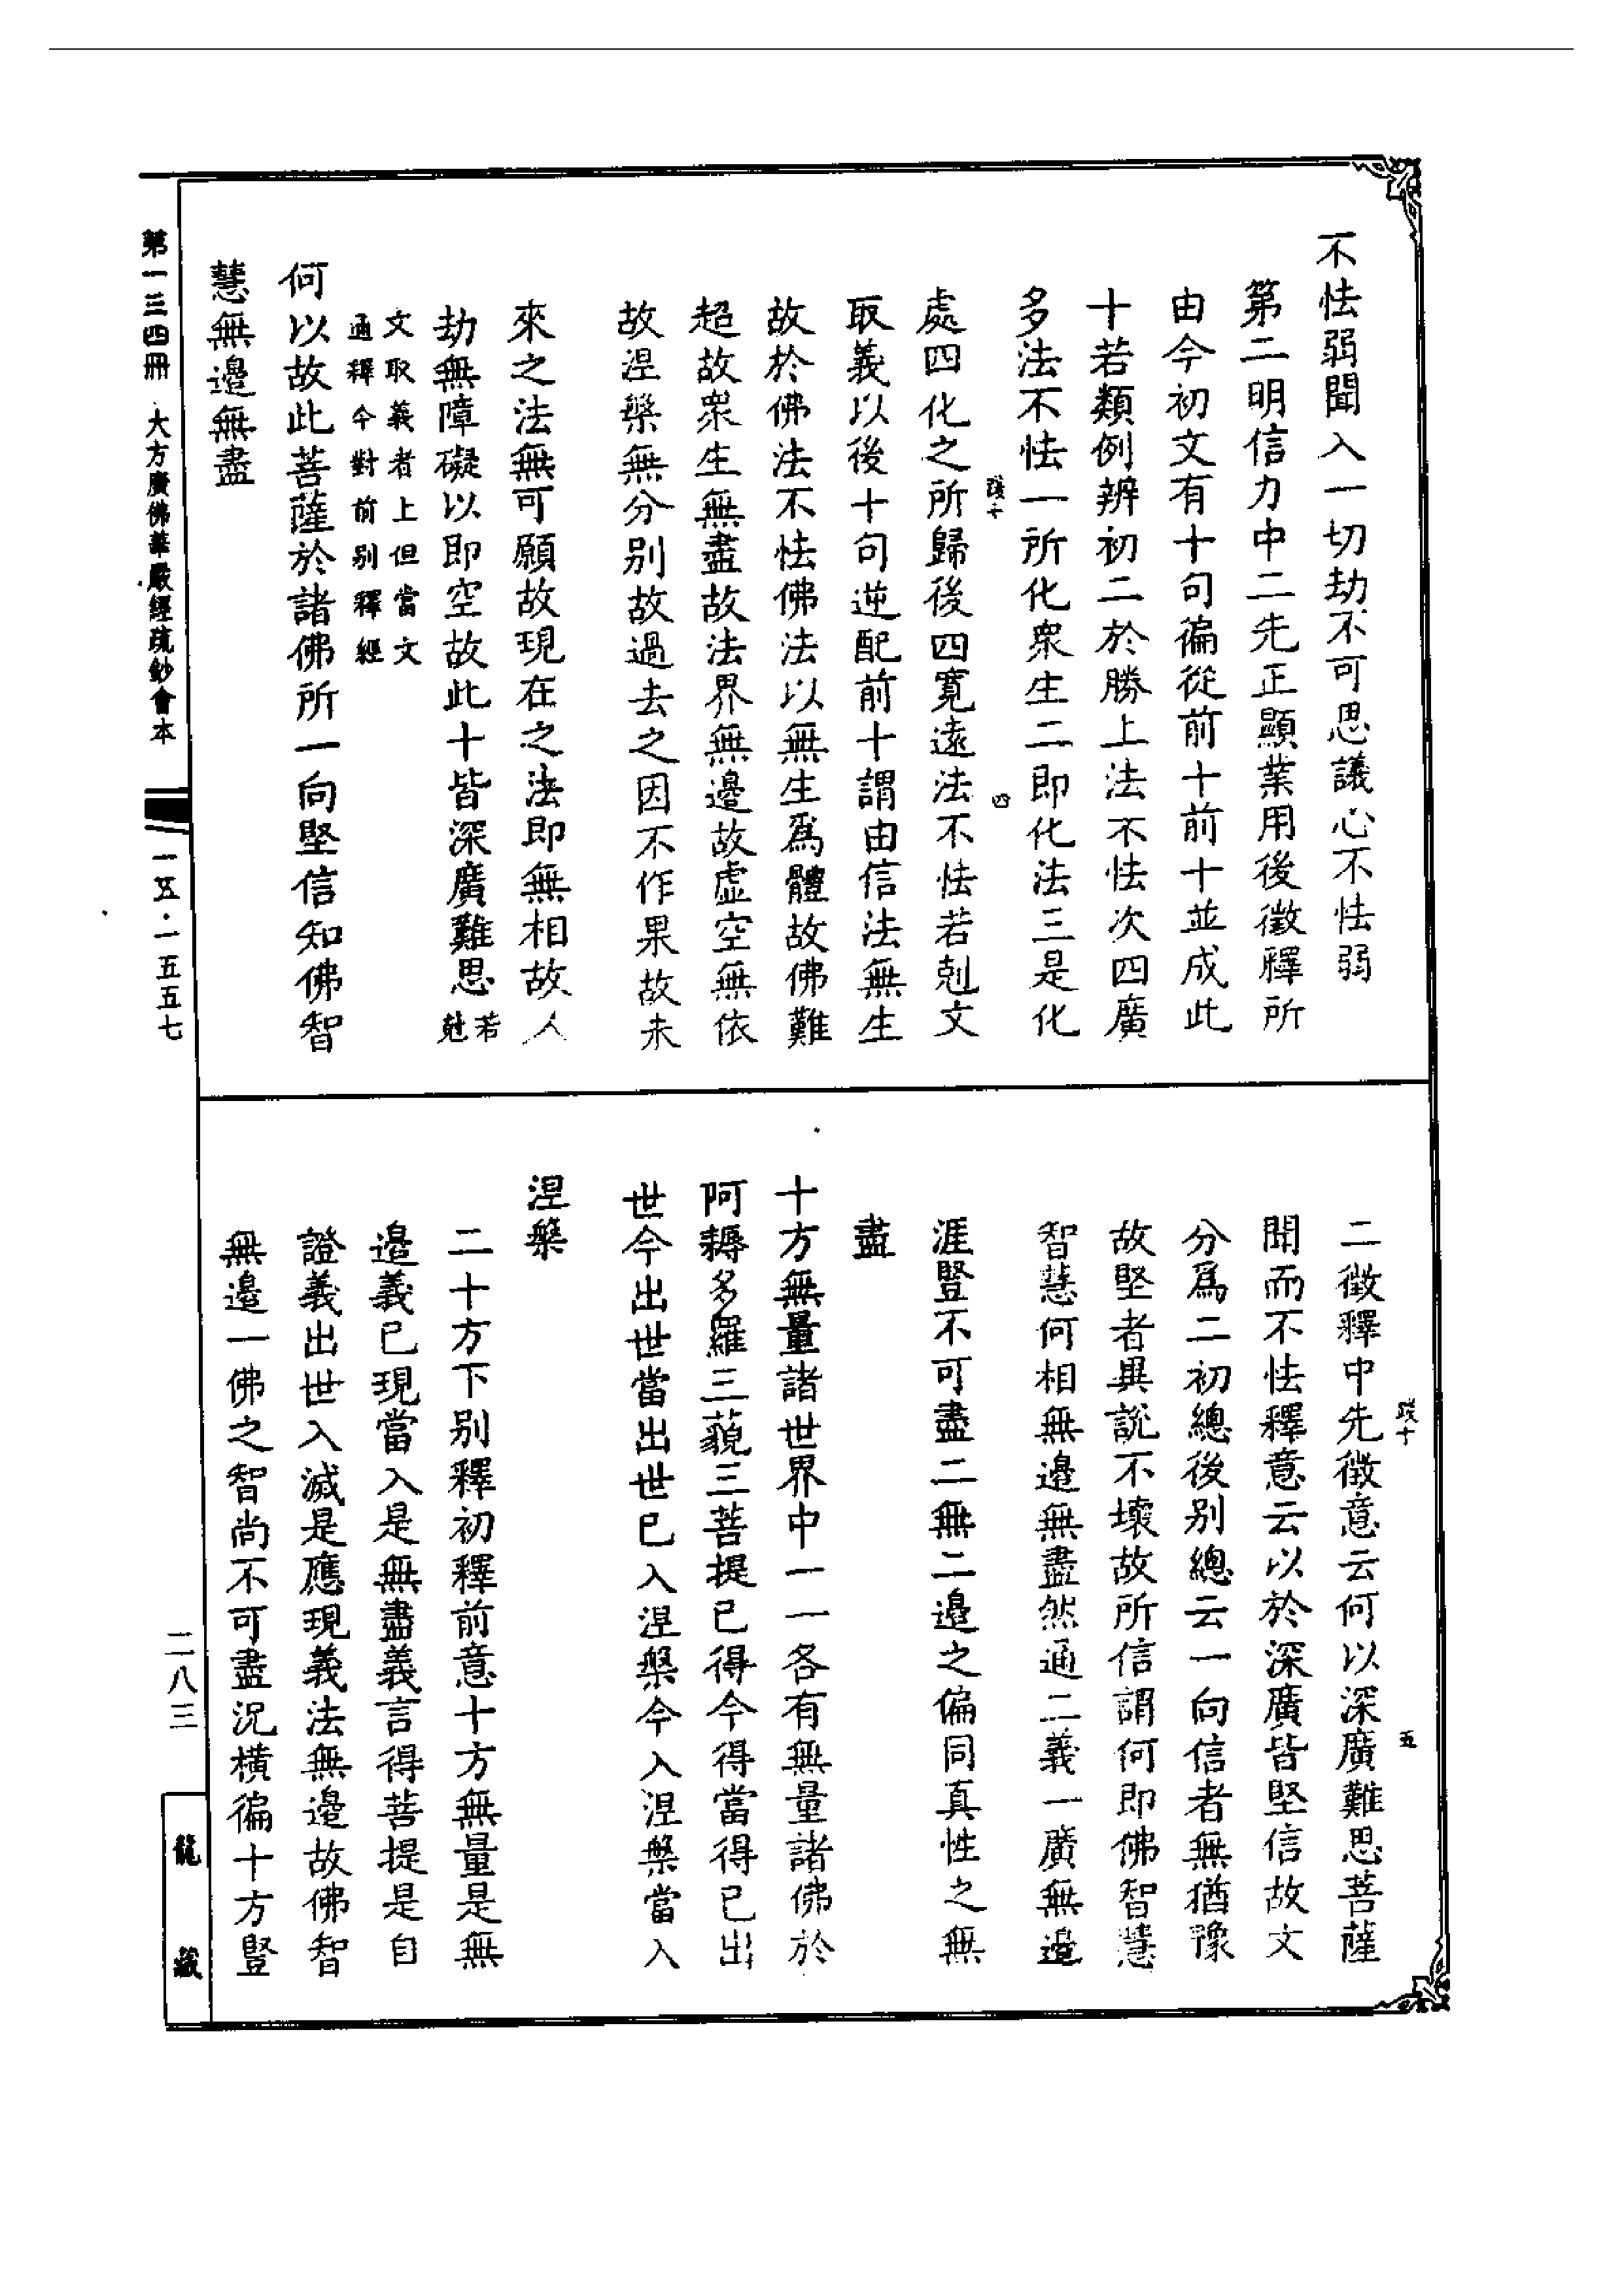 不怯弱聞入一切劫不可思議心不怯弱
第二明信力中二先正顯業用後徵釋所
由今初文有十句徧從前十前十並成此
十若類例辨初二於勝上法不怯次四廣
多法不怯一所化衆生二即化法三是化
處四化之所歸後四寬遠法不怯若剋文
取義以後十句逆配前十謂由信法無生
故於佛法不怯佛法以無生爲體故佛難
超故衆生無盡故法界無邊故虛空無依
故涅槃無分別故過去之因不作果故未
來之法無可願故現在之法即無相故人
劫無障礙以即空故此十皆深廣難思若剋
文取義者上但當文
通釋今對前別釋經
何以故此菩薩於諸佛所一向堅信知佛智
慧無邊無盡
四
二徵釋中先徵意云何以深廣難思菩薩
聞而不怯釋意云以於深廣皆堅信故文
分爲二初總後別總云一向信者無猶豫
故堅者異說不壞故所信謂何即佛智慧
智慧何相無邊無盡然通二義一廣無邊
涯豎不可盡二無二邊之偏同真性之無
盡
十方無量諸世界中一一各有無量諸佛於
阿耨多羅三藐三菩提已得今得當得已出
世今出世當出世已入涅槃今入涅槃當入
涅槃
二十方下別釋初釋前意十方無量是無
邊義已現當入是無盡義言得菩提是自
證義出世入滅是應現義法無邊故佛智
無邊一佛之智尚不可盡況橫徧十方豎
五
第一三四冊 大方廣佛華嚴經疏鈔會本
一五五·一五五七
二八三
龍藏